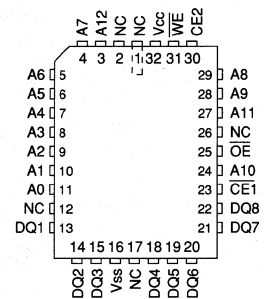 A7 A12 NC NC Vcc W̅E̅ CE2
4 3 2 1 32 31 30
A6 5 29 A8
A5 6 28 A9
A4 7 27 A11
A3 8 26 NC
A2 9 25 O̅E̅
A1 10 24 A10
A0 11 23 C̅E̅1̅
NC 12 22 DQ8
DQ1 13 21 DQ7
14 15 16 17 18 19 20
DQ2 DQ3 Vss NC DQ4 DQ5 DQ6